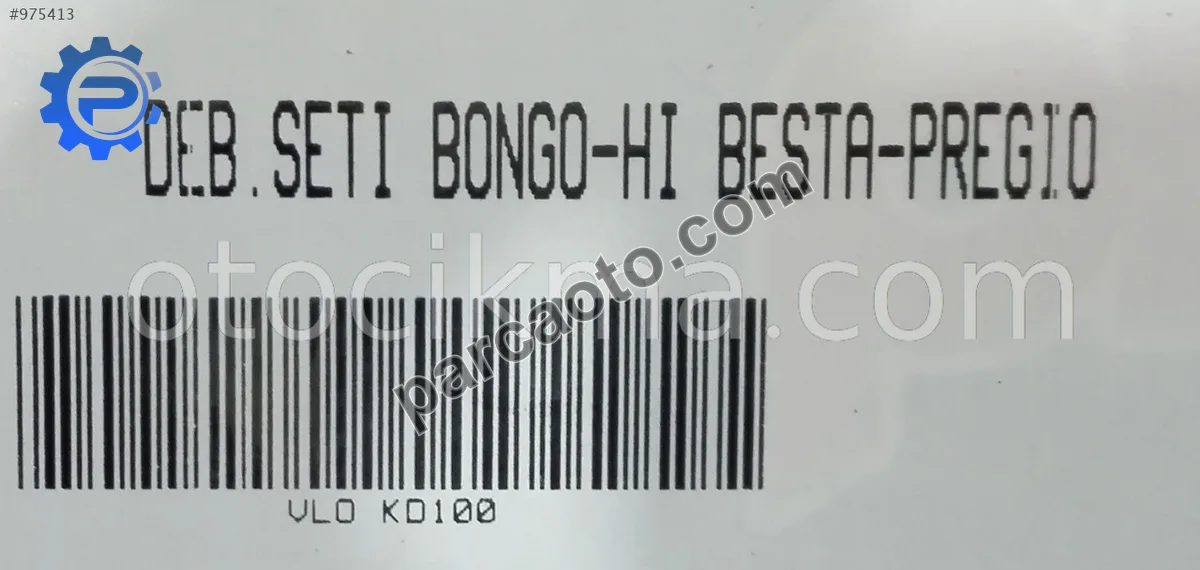 #975413
DEB.SETI BONGO-HI BESTA-PREGIO
otocikma.com
parcaoto.com
VLO KD100